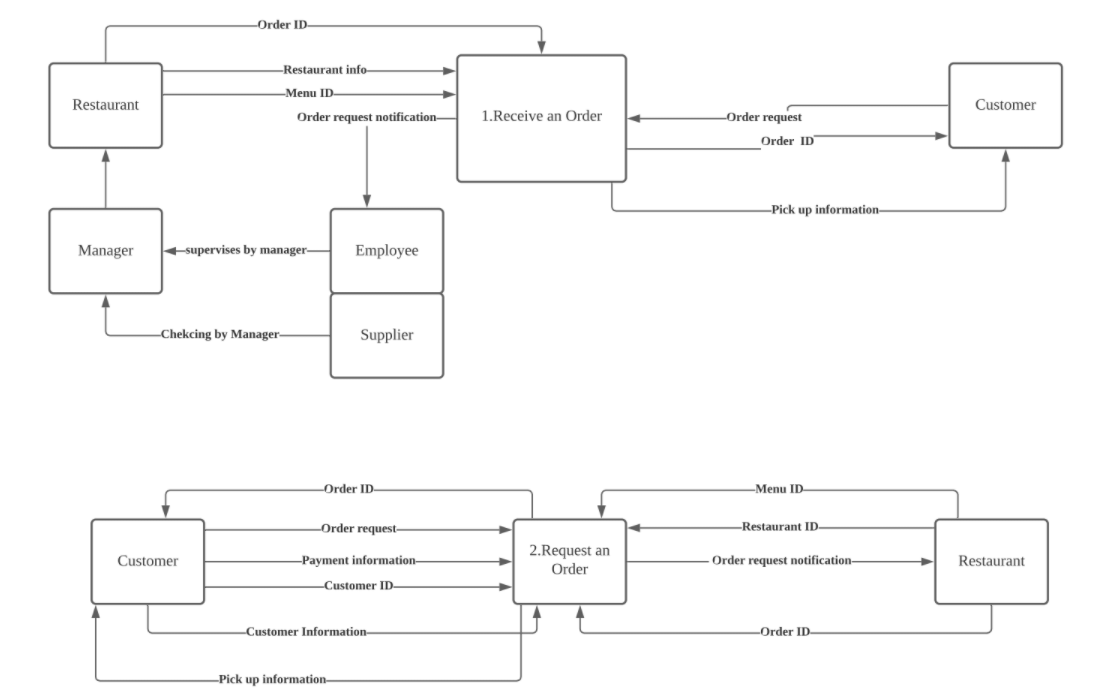 Order ID
Restaurant info
Restaurant
Menu ID
Customer
Order request notification
1.Receive an Order
Order request
Order ID
Pick up information
Manager
supervises by manager
Employee
Chekcing by Manager
Supplier
Order ID
Menu ID
Order request
Restaurant ID
Customer
Payment information
2.Request an
Order
Order request notification
Restaurant
Customer ID
Customer Information
Order ID
Pick up information